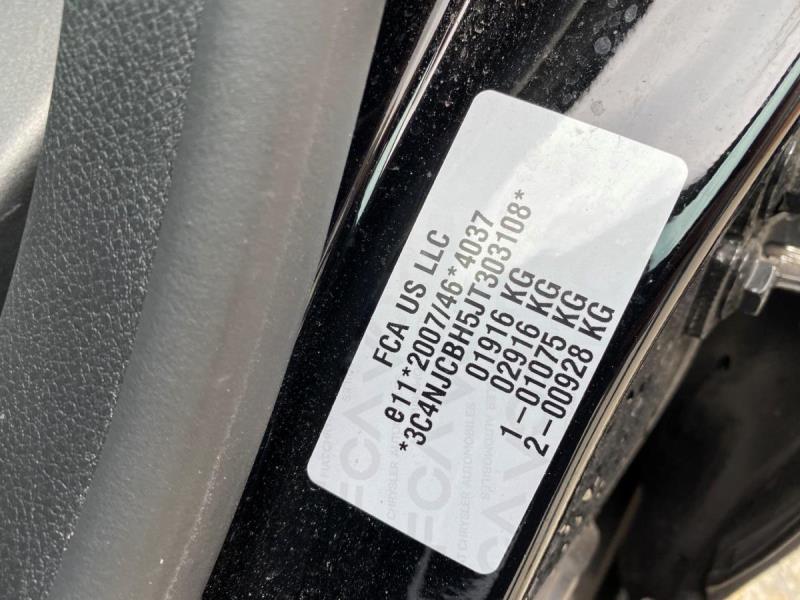 FCA US LLC
e11*2007/46*4037
*3C4NJCBH5JT303108*
01916 KG
02916 KG
1-01075 KG
2-00928 KG